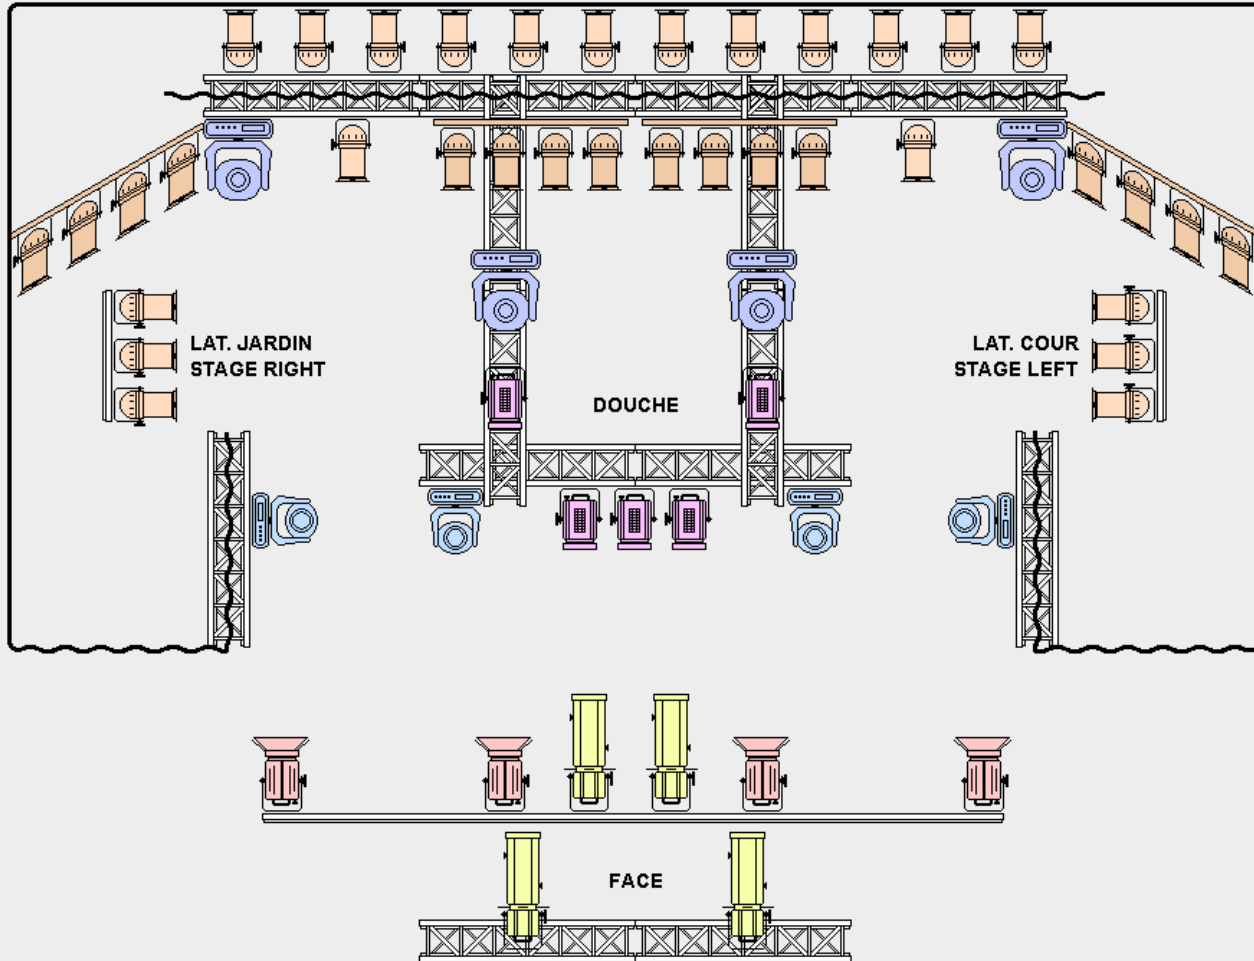 LAT. JARDIN
STAGE RIGHT
LAT. COUR
STAGE LEFT
DOUCHE
FACE